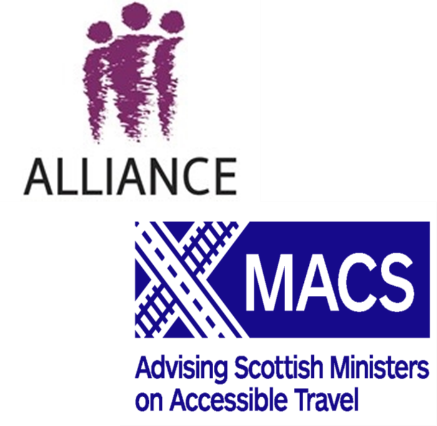 ALLIANCE
MACS
Advising Scottish Ministers
on Accessible Travel